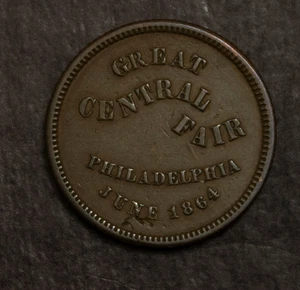 GREAT
CENTRAL
FAIR
PHILADELPHIA
JUNE 1864